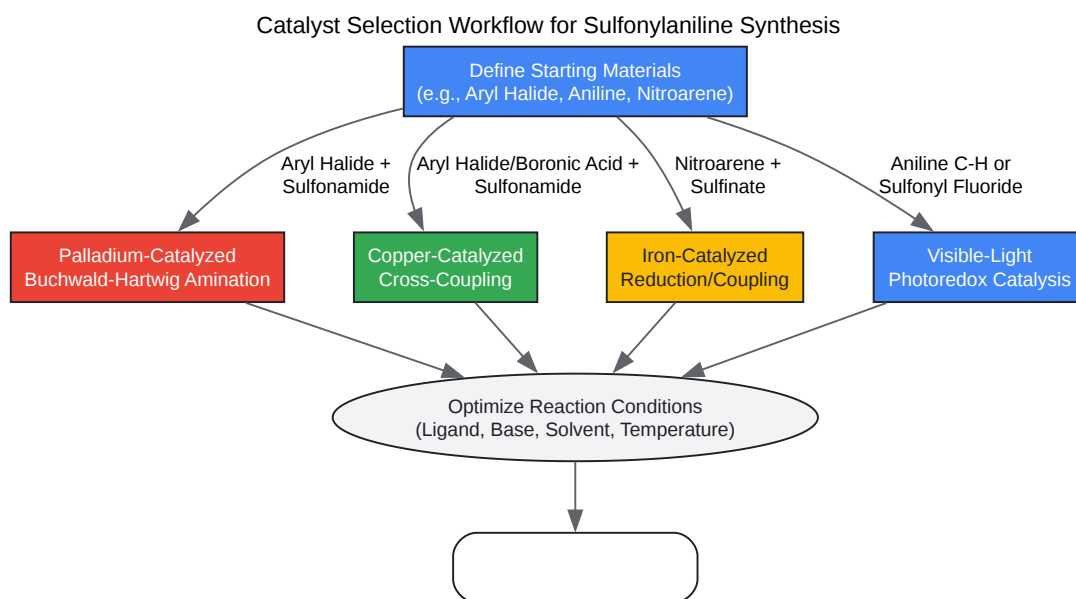 Catalyst Selection Workflow for Sulfonylaniline Synthesis
Define Starting Materials
(e.g., Aryl Halide, Aniline, Nitroarene)
Aryl Halide +
Sulfonamide
Aryl Halide/Boronic Acid +
Sulfonamide
Nitroarene +
Sulfinate
Aniline C-H or
Sulfonyl Fluoride
Palladium-Catalyzed
Buchwald-Hartwig Amination
Copper-Catalyzed
Cross-Coupling
Iron-Catalyzed
Reduction/Coupling
Visible-Light
Photoredox Catalysis
Optimize Reaction Conditions
(Ligand, Base, Solvent, Temperature)